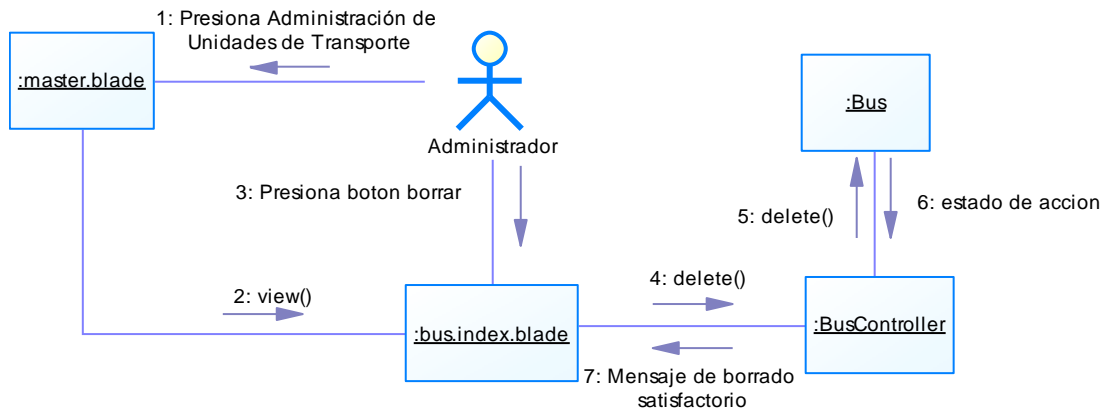 1: Presiona Administración de
Unidades de Transporte
:master.blade
:Bus
Administrador
3: Presiona boton borrar
5: delete()
6: estado de accion
2: view()
4: delete()
:bus.index.blade
:BusController
7: Mensaje de borrado
satisfactorio